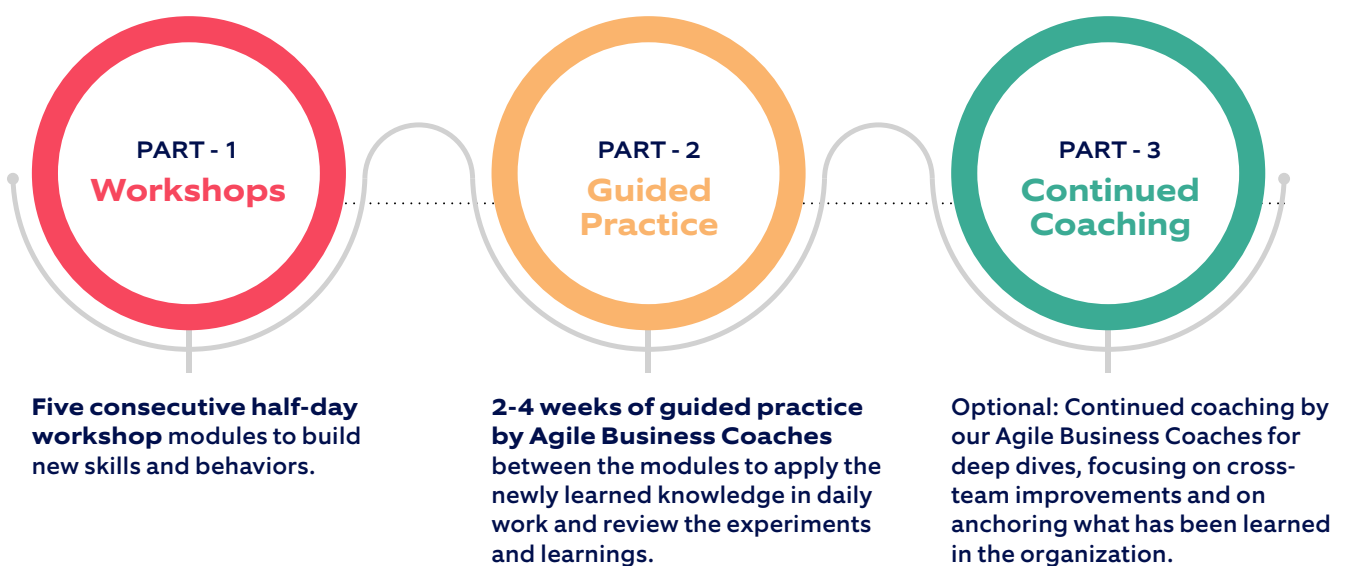 PART - 1
Workshops
Five consecutive half-day
workshop modules to build
new skills and behaviors.
PART - 2
Guided
Practice
2-4 weeks of guided practice
by Agile Business Coaches
between the modules to apply the
newly learned knowledge in daily
work and review the experiments
and learnings.
PART - 3
Continued
Coaching
Optional: Continued coaching by
our Agile Business Coaches for
deep dives, focusing on cross-
team improvements and on
anchoring what has been learned
in the organization.